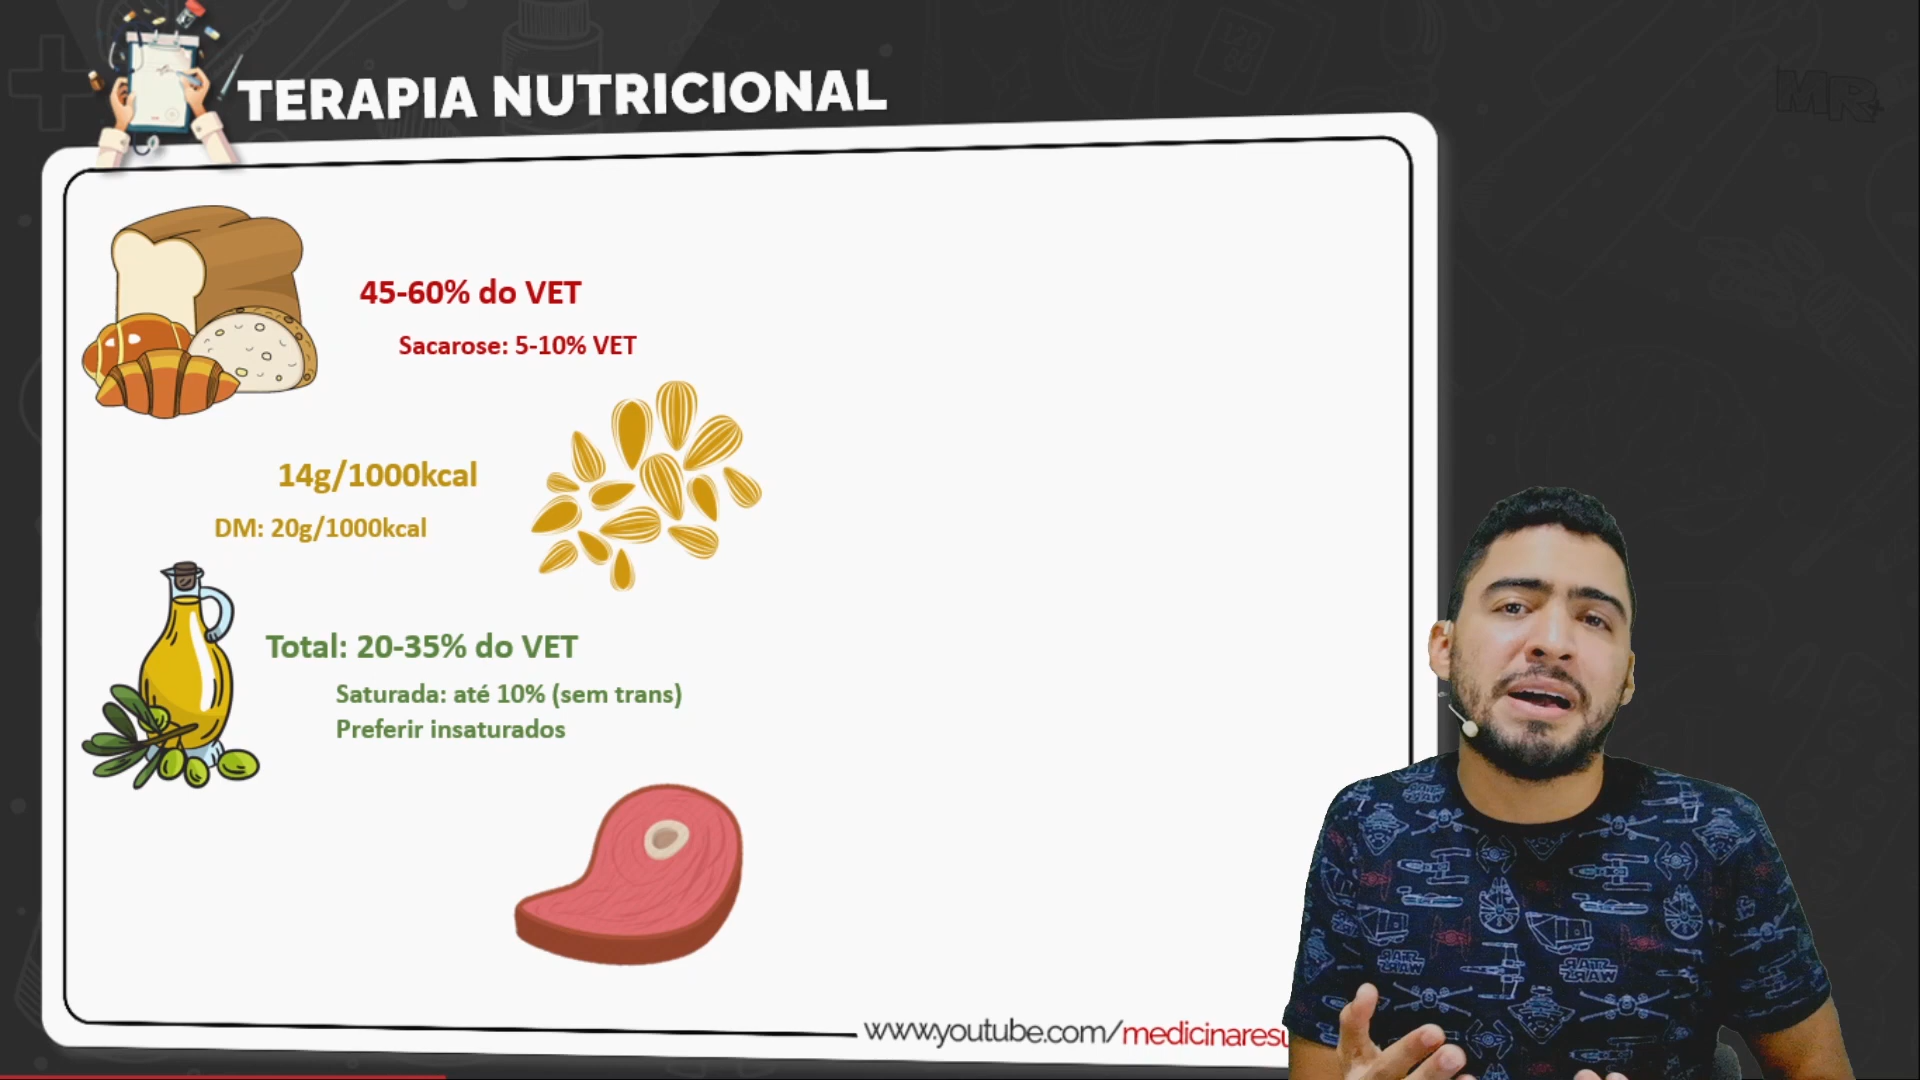 TERAPIA NUTRICIONAL
MR
45-60% do VET
Sacarose: 5-10% VET
14g/1000kcal
DM: 20g/1000kcal
Total: 20-35% do VET
Saturada: até 10% (sem trans)
Preferir insaturados
www.youtube.com/medicinaresu